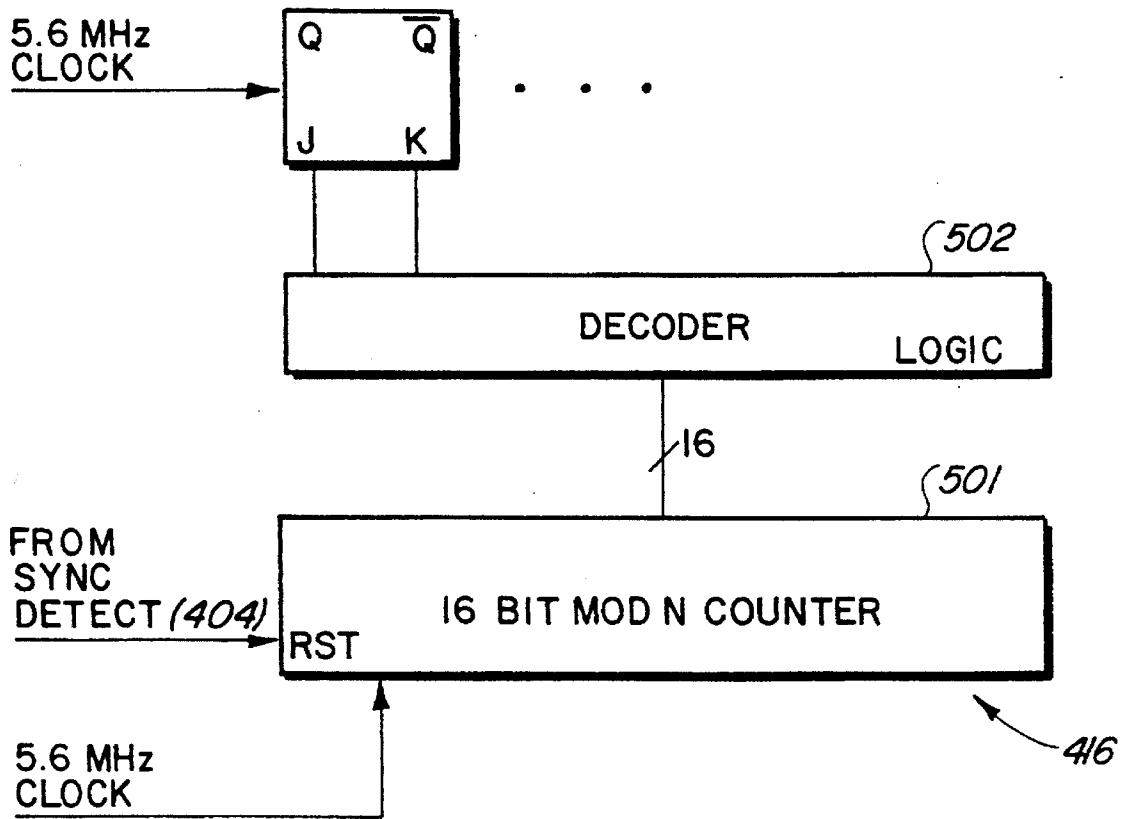 5.6 MHz
CLOCK
Q Q̅
J K
502
DECODER
LOGIC
16
501
FROM
SYNC
DETECT (404)
16 BIT MOD N COUNTER
RST
5.6 MHz
CLOCK
416